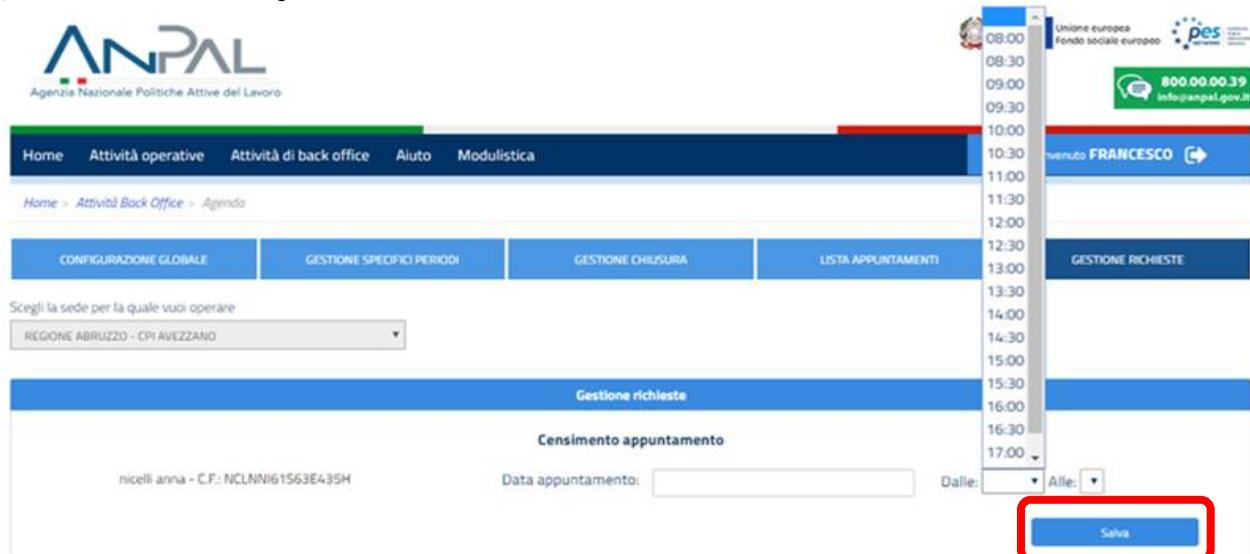 ANPAL
Agenzia Nazionale Politiche Attive del Lavoro
Unione europea
Fondo sociale europeo
pes
NETWORK
800.00.00.39
info@anpal.gov.it
Home Attività operative Attività di back office Aiuto Modulistica
nvenuto FRANCESCO
Home > Attività Back Office > Agenda
CONFIGURAZIONE GLOBALE GESTIONE SPECIFICI PERIODI GESTIONE CHIUSURA LISTA APPUNTAMENTI GESTIONE RICHIESTE
Scegli la sede per la quale vuoi operare
REGIONE ABRUZZO - CPI AVEZZANO
08:00
08:30
09:00
09:30
10:00
10:30
11:00
11:30
12:00
12:30
13:00
13:30
14:00
14:30
15:00
15:30
16:00
16:30
17:00
Gestione richieste
Censimento appuntamento
nicelli anna - C.F.: NCLNNI61S63E435H Data appuntamento: Dalle: Alle:
Salva